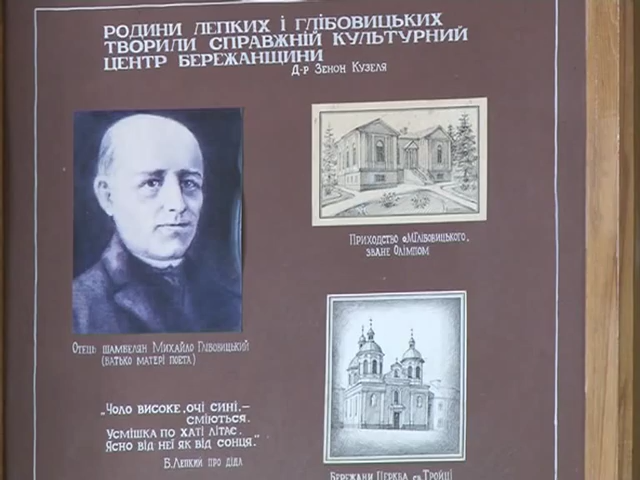 РОДИНИ ЛЕПКИХ І ГЛІБОВИЦЬКИХ
ТВОРИЛИ СПРАВЖНІЙ КУЛЬТУРНИЙ
ЦЕНТР БЕРЕЖАНЩИНИ
Д-Р ЗЕНОН КУЗЕЛЯ
ПРИХОДСТВО о.М.ГЛІБОВИЦЬКОГО,
ЗВАНЕ ОЛІМПОМ
ОТЕЦЬ ШАМБЕЛЯН МИХАЙЛО ГЛІБОВИЦЬКИЙ
(БАТЬКО МАТЕРІ ПОЕТА)
„ЧОЛО ВИСОКЕ, ОЧІ СИНІ,–
СМІЮТЬСЯ.
УСМІШКА ПО ХАТІ ЛІТАЄ.
ЯСНО ВІД НЕЇ ЯК ВІД СОНЦЯ."
Б.ЛЕПКИЙ ПРО ДІДА
БЕРЕЖАНИ ЦЕРКВА св. ТРОЙЦІ